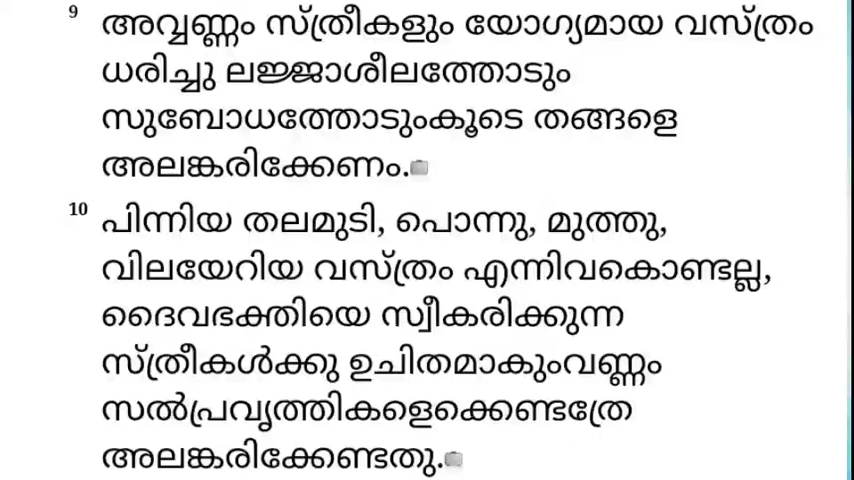 9 അവ്വണ്ണം സ്ത്രീകളും യോഗ്യമായ വസ്ത്രം
ധരിച്ചു ലജ്ജാശീലത്തോടും
സുബോധത്തോടുംകൂടെ തങ്ങളെ
അലങ്കരിക്കേണം.
10 പിന്നിയ തലമുടി, പൊന്നു, മുത്തു,
വിലയേറിയ വസ്ത്രം എന്നിവകൊണ്ടല്ല,
ദൈവഭക്തിയെ സ്വീകരിക്കുന്ന
സ്ത്രീകൾക്കു ഉചിതമാകുംവണ്ണം
സൽപ്രവൃത്തികളെക്കെണ്ടത്രേ
അലങ്കരിക്കേണ്ടതു.